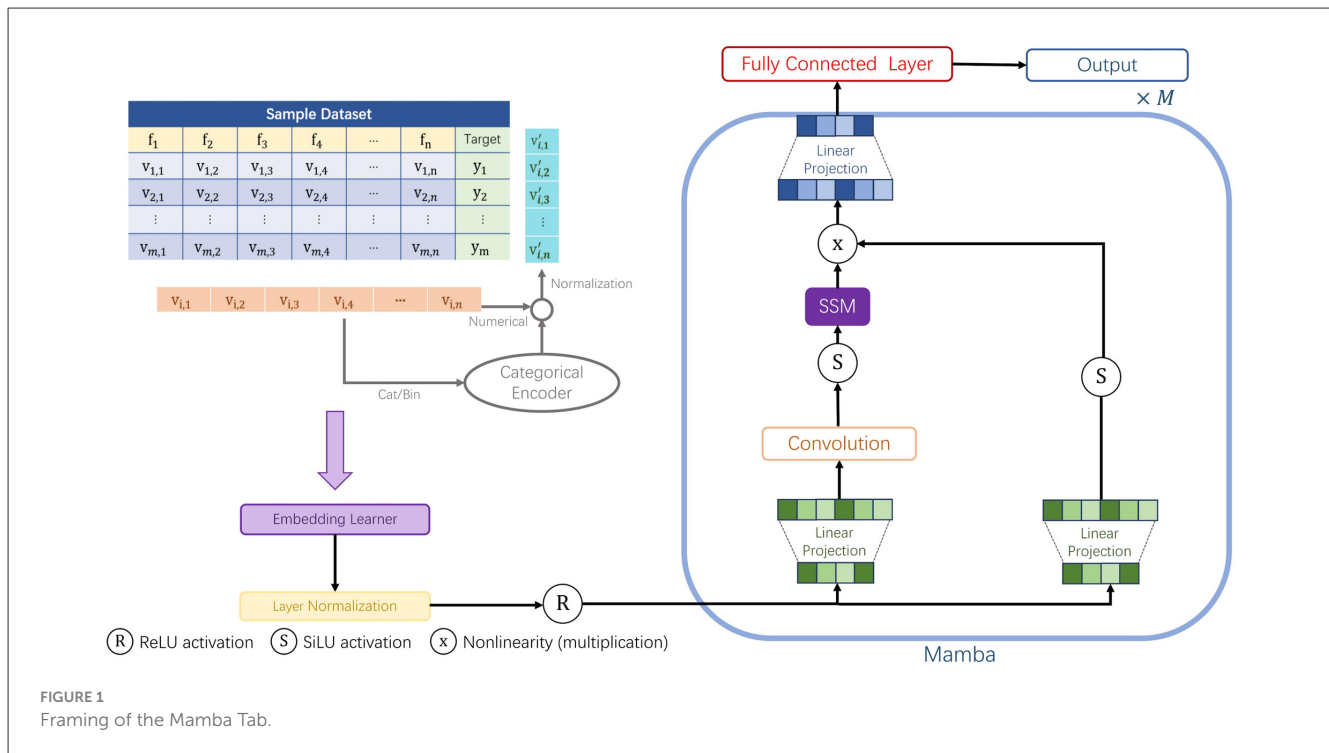 Fully Connected Layer
Output
× M
Sample Dataset
f₁ f₂ f₃ f₄ ... fₙ Target
v₁,₁ v₁,₂ v₁,₃ v₁,₄ ... v₁,ₙ y₁
v₂,₁ v₂,₂ v₂,₃ v₂,₄ ... v₂,ₙ y₂
⋮ ⋮ ⋮ ⋮ ⋮ ⋮ ⋮
vₘ,₁ vₘ,₂ vₘ,₃ vₘ,₄ ... vₘ,ₙ yₘ
v′ᵢ,₁
v′ᵢ,₂
v′ᵢ,₃
⋮
v′ᵢ,ₙ
Normalization
vᵢ,₁ vᵢ,₂ vᵢ,₃ vᵢ,₄ ... vᵢ,ₙ
Numerical
Categorical
Encoder
Cat/Bin
Embedding Learner
Layer Normalization
R
Linear
Projection
x
SSM
S
S
Convolution
Linear
Projection
Linear
Projection
Mamba
R ReLU activation S SiLU activation x Nonlinearity (multiplication)
FIGURE 1
Framing of the Mamba Tab.